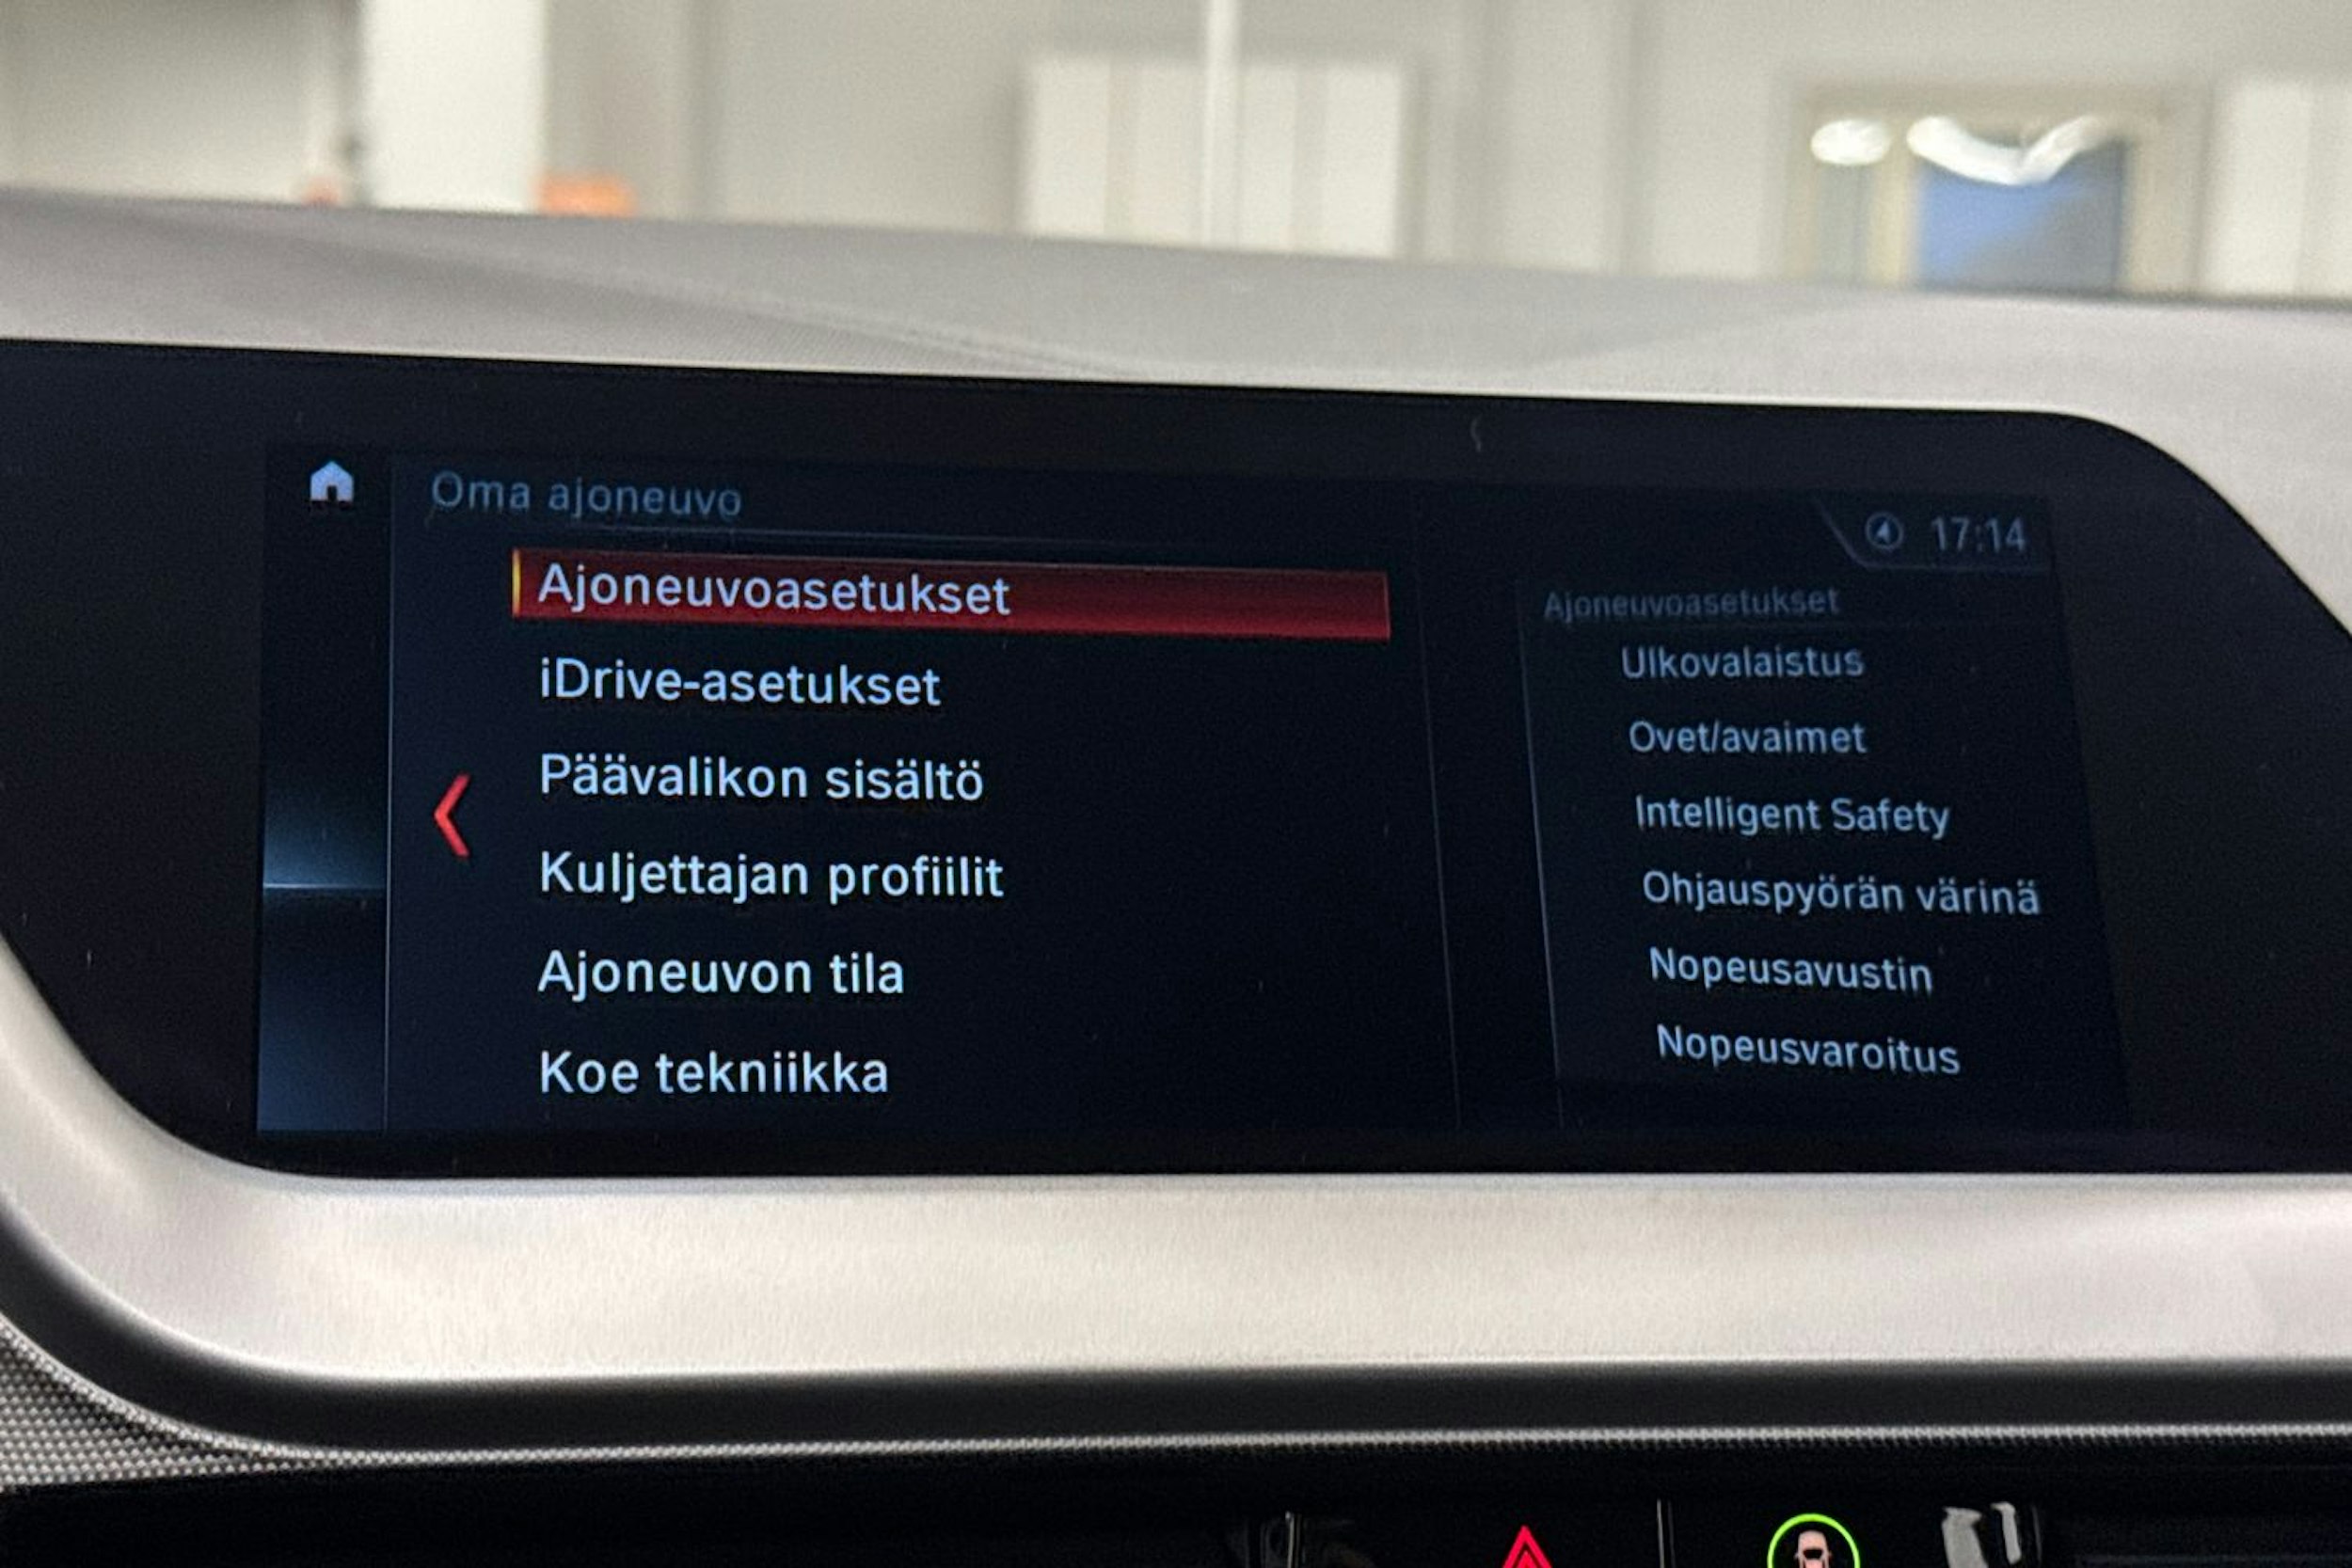 Oma ajoneuvo
Ajoneuvoasetukset
iDrive-asetukset
Päävalikon sisältö
Kuljettajan profiilit
Ajoneuvon tila
Koe tekniikka
17:14
Ajoneuvoasetukset
Ulkovalaistus
Ovet/avaimet
Intelligent Safety
Ohjauspyörän värinä
Nopeusavustin
Nopeusvaroitus